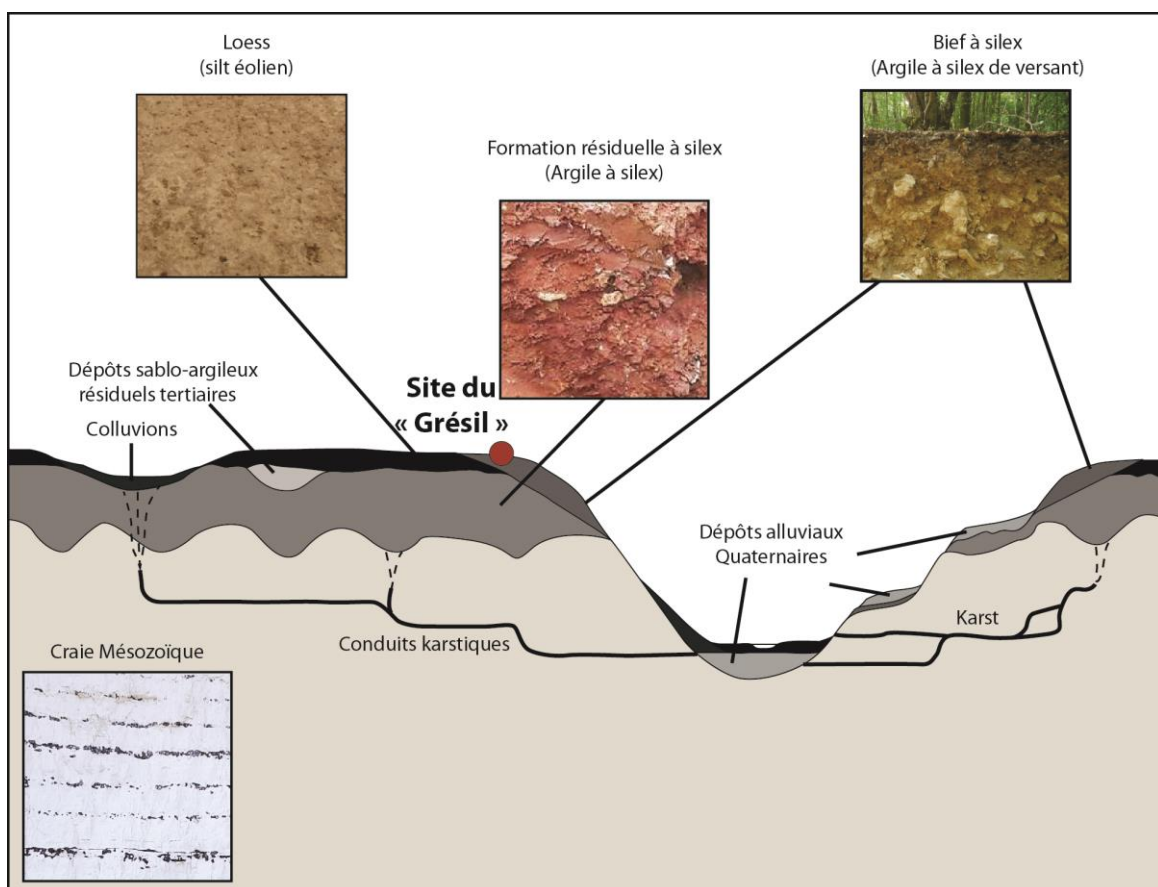 Loess
(silt éolien)
Bief à silex
(Argile à silex de versant)
Formation résiduelle à silex
(Argile à silex)
Dépôts sablo-argileux
résiduels tertiaires
Colluvions
Site du
« Grésil »
Dépôts alluviaux
Quaternaires
Karst
Conduits karstiques
Craie Mésozoïque